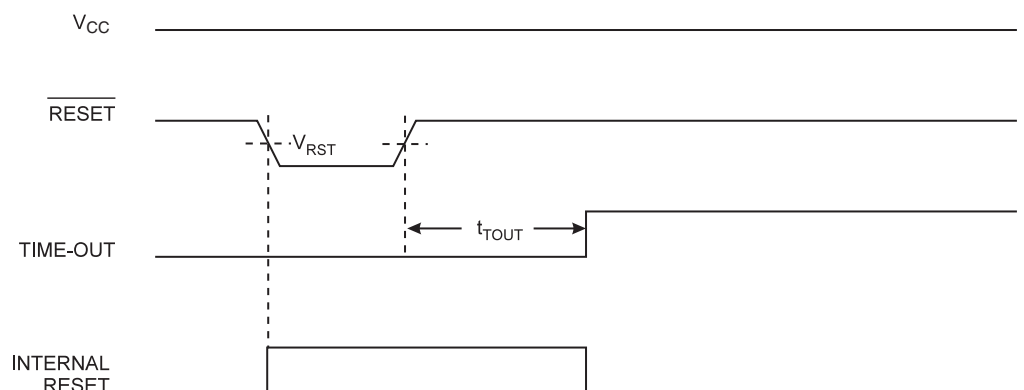 VCC
RESET
VRST
tTOUT
TIME-OUT
INTERNAL
RESET